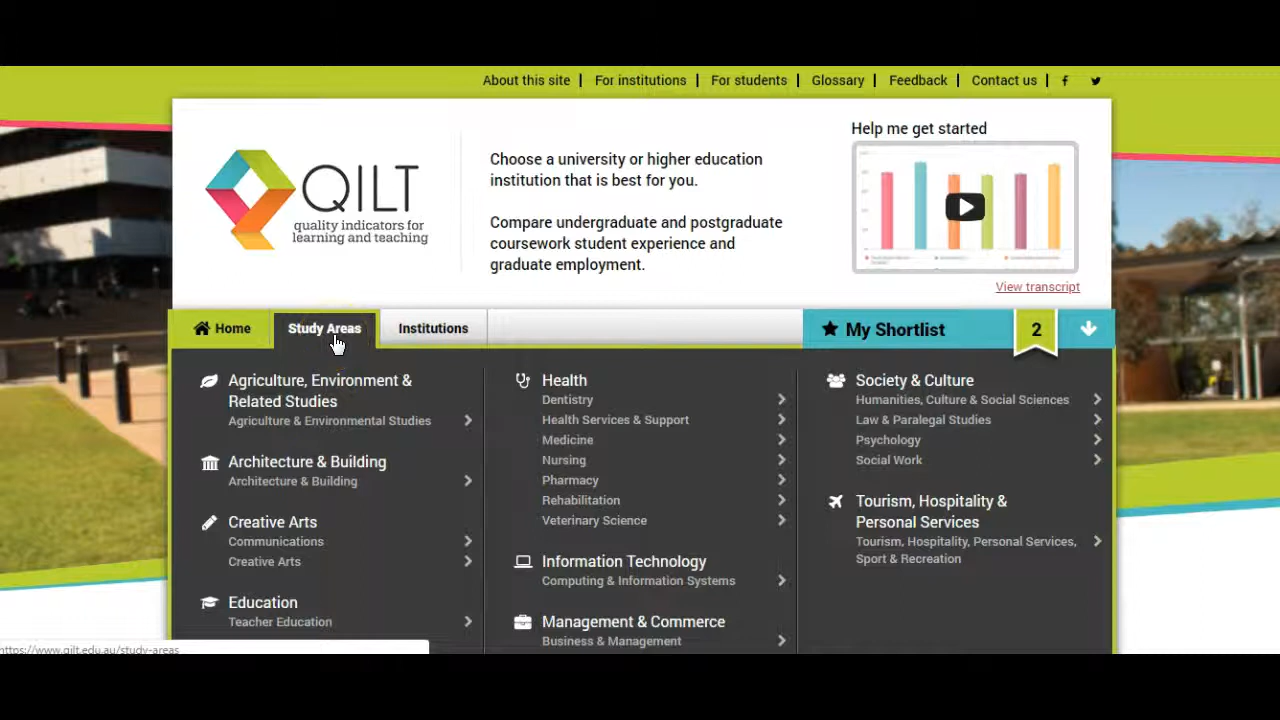 About this site
For institutions
For students
Glossary
Feedback
Contact us
QILT
quality indicators for
learning and teaching
Choose a university or higher education
institution that is best for you.
Compare undergraduate and postgraduate
coursework student experience and
graduate employment.
Help me get started
View transcript
Home
Study Areas
Institutions
My Shortlist
2
Agriculture, Environment &
Related Studies
Agriculture & Environmental Studies
Architecture & Building
Architecture & Building
Creative Arts
Communications
Creative Arts
Education
Teacher Education
Health
Dentistry
Health Services & Support
Medicine
Nursing
Pharmacy
Rehabilitation
Veterinary Science
Information Technology
Computing & Information Systems
Management & Commerce
Business & Management
Society & Culture
Humanities, Culture & Social Sciences
Law & Paralegal Studies
Psychology
Social Work
Tourism, Hospitality &
Personal Services
Tourism, Hospitality, Personal Services,
Sport & Recreation
https://www.qilt.edu.au/study-areas